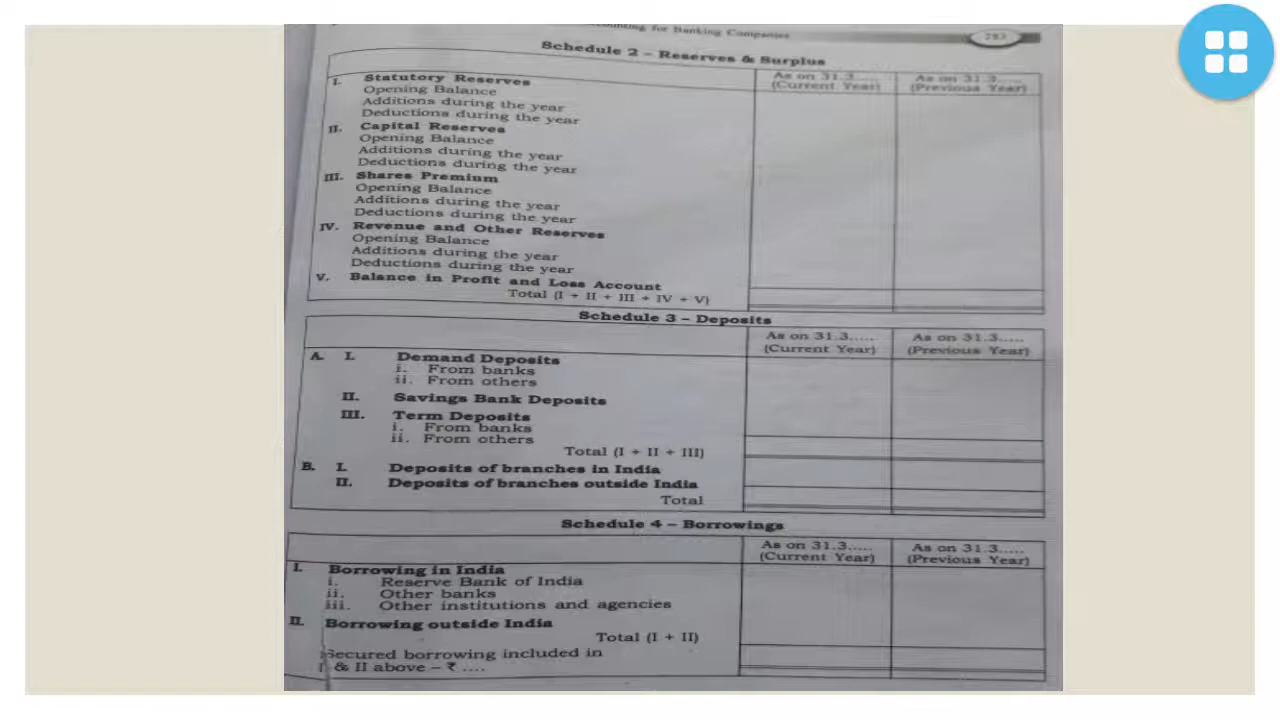 Accounting for Banking Companies
283
Schedule 2 – Reserves & Surplus
As on 31.3.....
(Current Year)
As on 31.3.....
(Previous Year)
I. Statutory Reserves
Opening Balance
Additions during the year
Deductions during the year
II. Capital Reserves
Opening Balance
Additions during the year
Deductions during the year
III. Shares Premium
Opening Balance
Additions during the year
Deductions during the year
IV. Revenue and Other Reserves
Opening Balance
Additions during the year
Deductions during the year
V. Balance in Profit and Loss Account
Total (I + II + III + IV + V)
Schedule 3 – Deposits
As on 31.3.....
(Current Year)
As on 31.3.....
(Previous Year)
A. I. Demand Deposits
i. From banks
ii. From others
II. Savings Bank Deposits
III. Term Deposits
i. From banks
ii. From others
Total (I + II + III)
B. I. Deposits of branches in India
II. Deposits of branches outside India
Total
Schedule 4 – Borrowings
As on 31.3.....
(Current Year)
As on 31.3.....
(Previous Year)
I. Borrowing in India
i. Reserve Bank of India
ii. Other banks
iii. Other institutions and agencies
II. Borrowing outside India
Total (I + II)
Secured borrowing included in
I & II above – ₹ ....